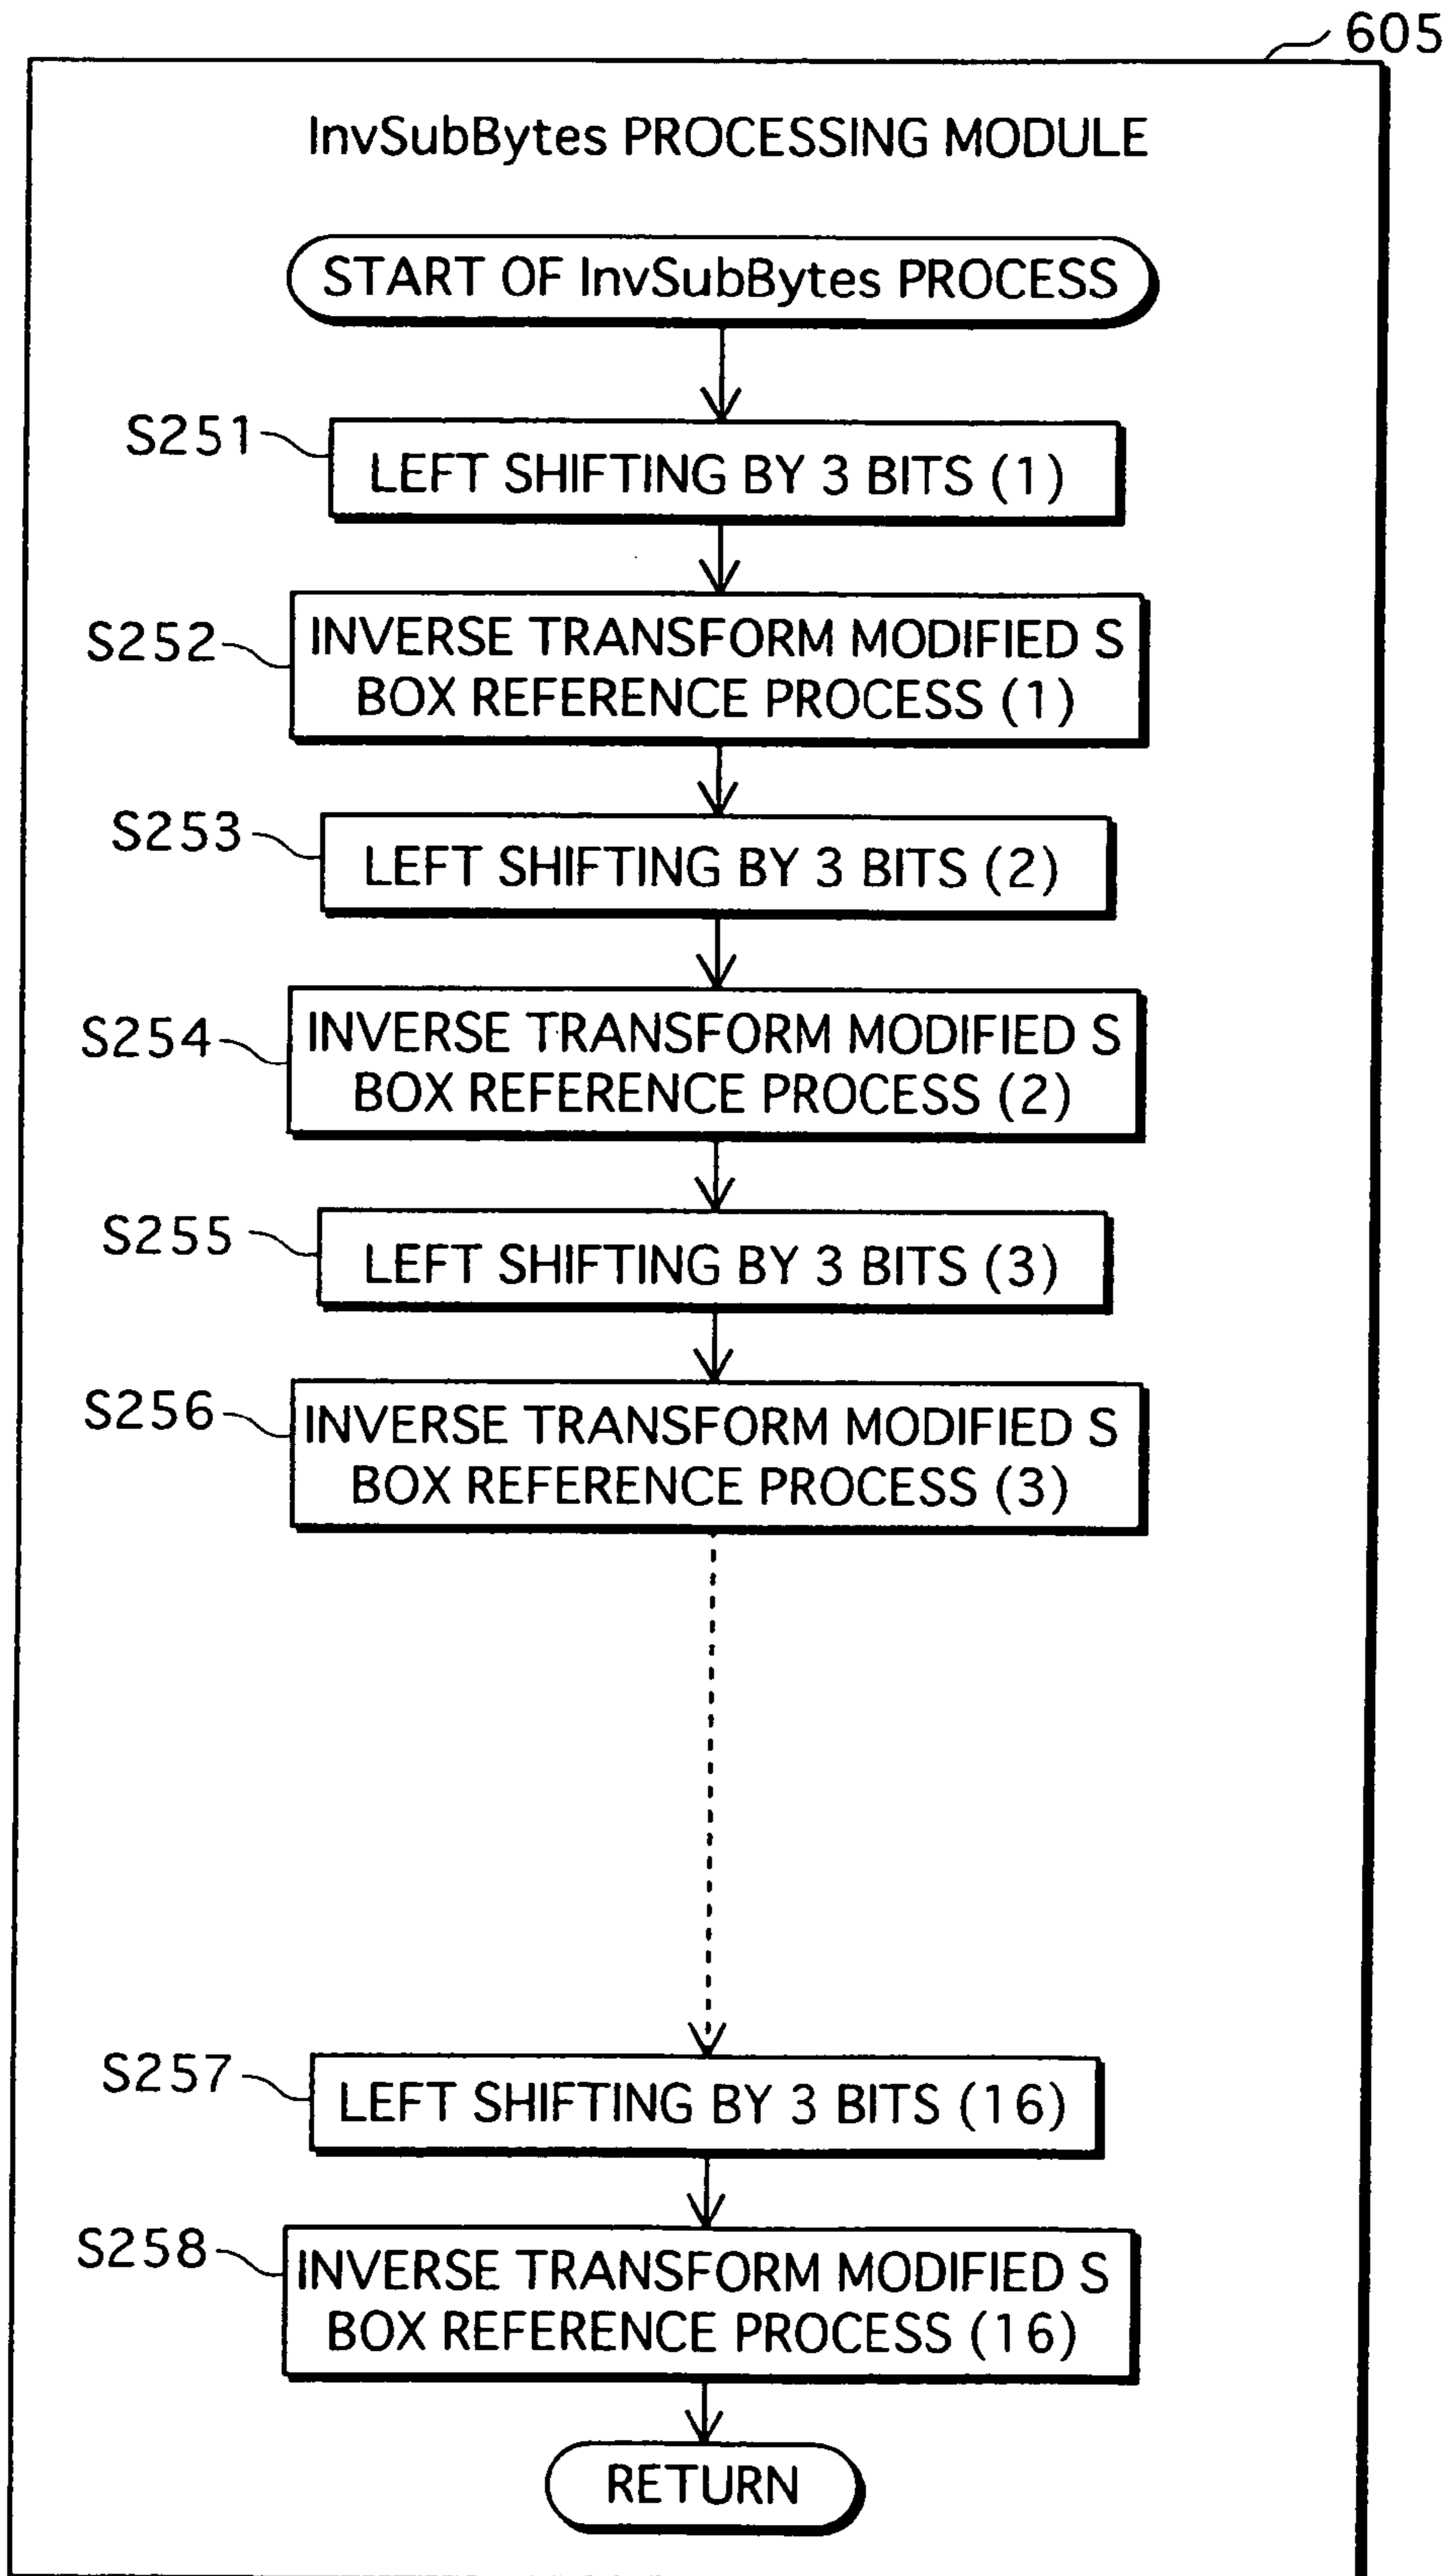 605
InvSubBytes PROCESSING MODULE
START OF InvSubBytes PROCESS
S251
LEFT SHIFTING BY 3 BITS (1)
S252
INVERSE TRANSFORM MODIFIED S
BOX REFERENCE PROCESS (1)
S253
LEFT SHIFTING BY 3 BITS (2)
S254
INVERSE TRANSFORM MODIFIED S
BOX REFERENCE PROCESS (2)
S255
LEFT SHIFTING BY 3 BITS (3)
S256
INVERSE TRANSFORM MODIFIED S
BOX REFERENCE PROCESS (3)
S257
LEFT SHIFTING BY 3 BITS (16)
S258
INVERSE TRANSFORM MODIFIED S
BOX REFERENCE PROCESS (16)
RETURN